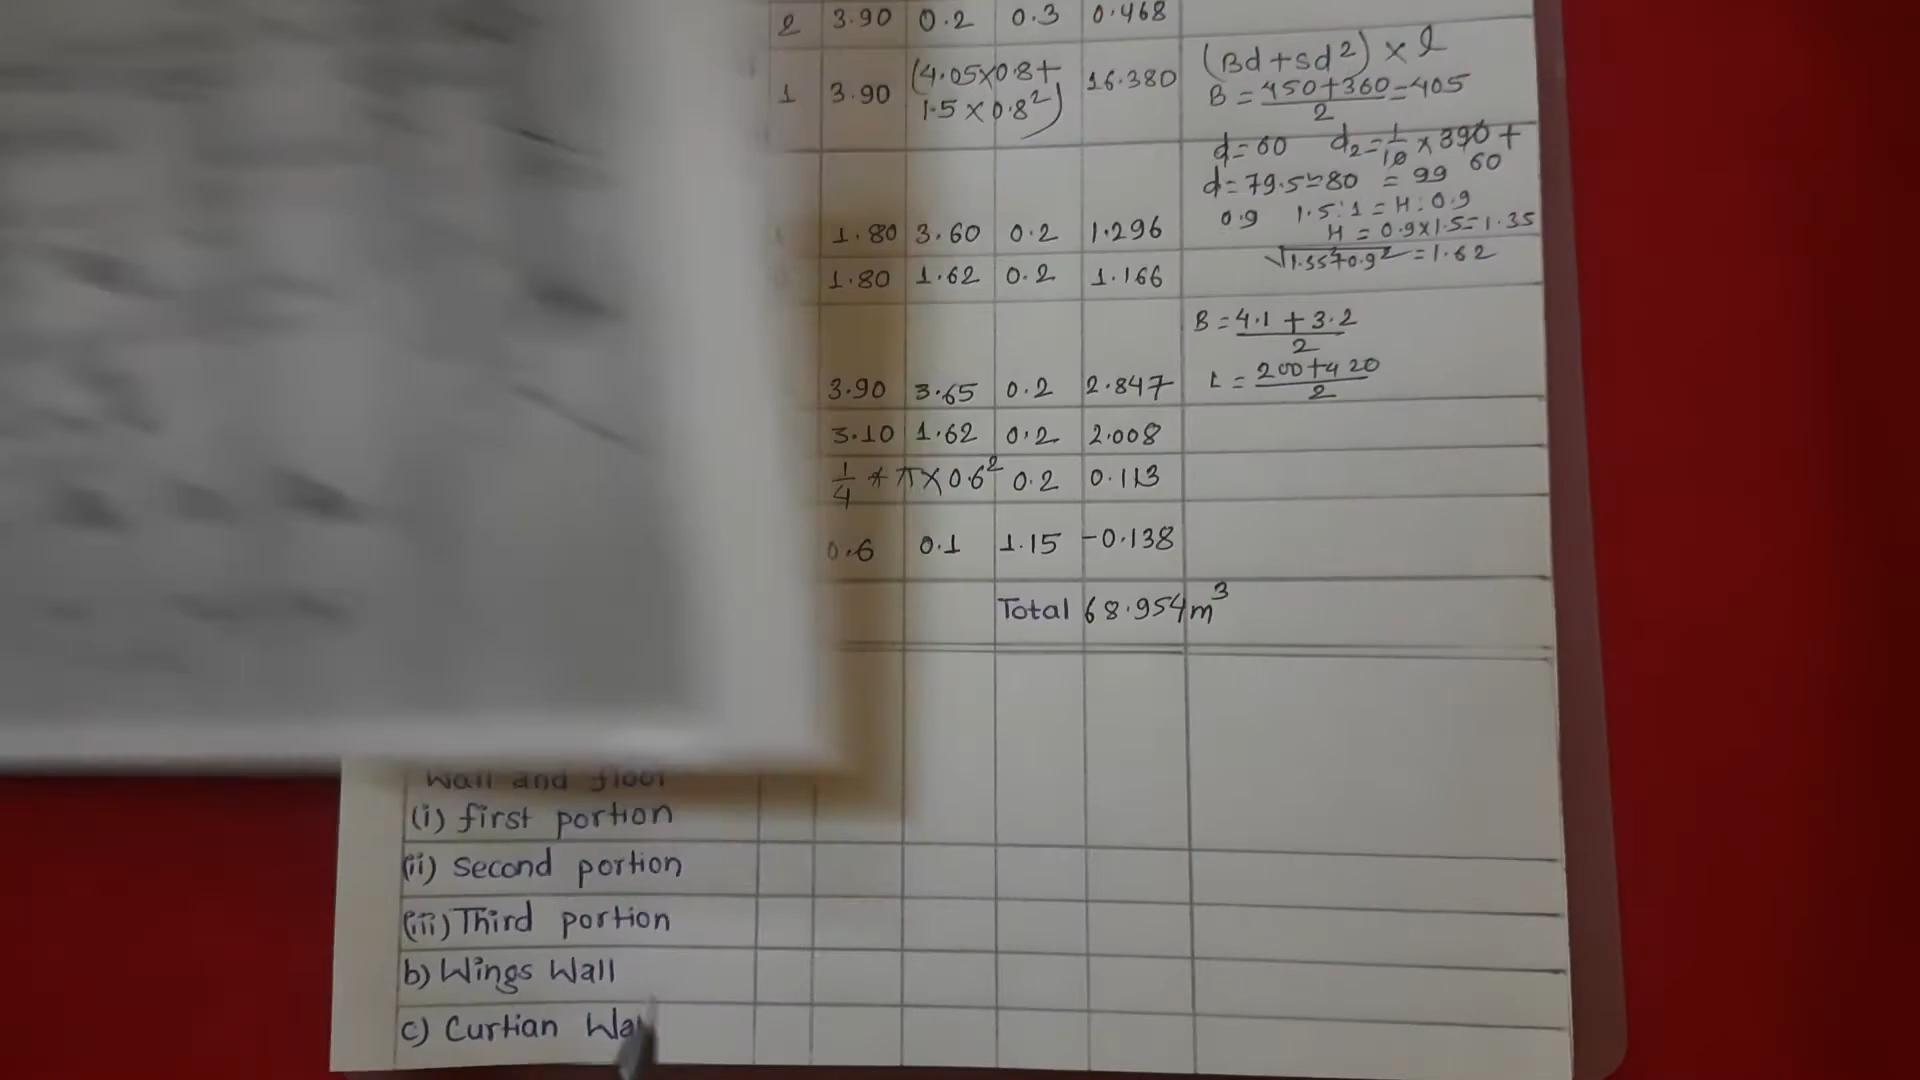 2 3.90 0.2 0.3 0.468
1 3.90 (4.05×0.8+ 1.5×0.8²) 16.380
(Bd+Sd²) × l
B = 450+360/2 = 405
d=60 d₂=1/10 × 390 + 60
d=79.5≃80 = 99
0.9 1.5:1 = H:0.9
1.80 3.60 0.2 1.296
H = 0.9×1.5=1.35
√1.35²+0.9² = 1.62
1.80 1.62 0.2 1.166
B = 4.1 + 3.2/2
3.90 3.65 0.2 2.847
L = 200+420/2
3.10 1.62 0.2 2.008
1/4 * π × 0.6² 0.2 0.113
0.6 0.1 1.15 -0.138
Total 68.954m³
Wall and floor
(i) first portion
(ii) Second portion
(iii) Third portion
b) Wings Wall
c) Curtian